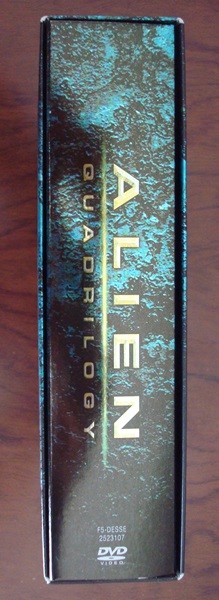 ALIEN
QUADRILOGY
F5-DESSE
2523107
DVD
VIDEO